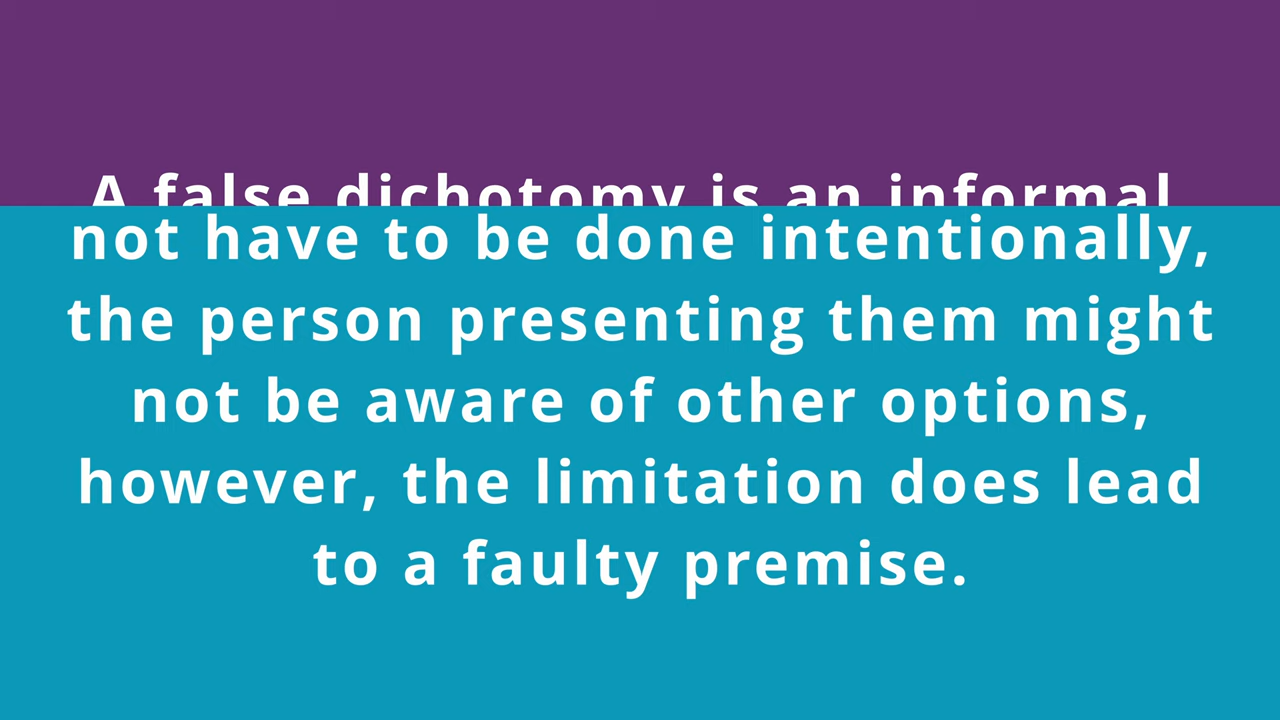 A false dichotomy is an informal
not have to be done intentionally,
the person presenting them might
not be aware of other options,
however, the limitation does lead
to a faulty premise.